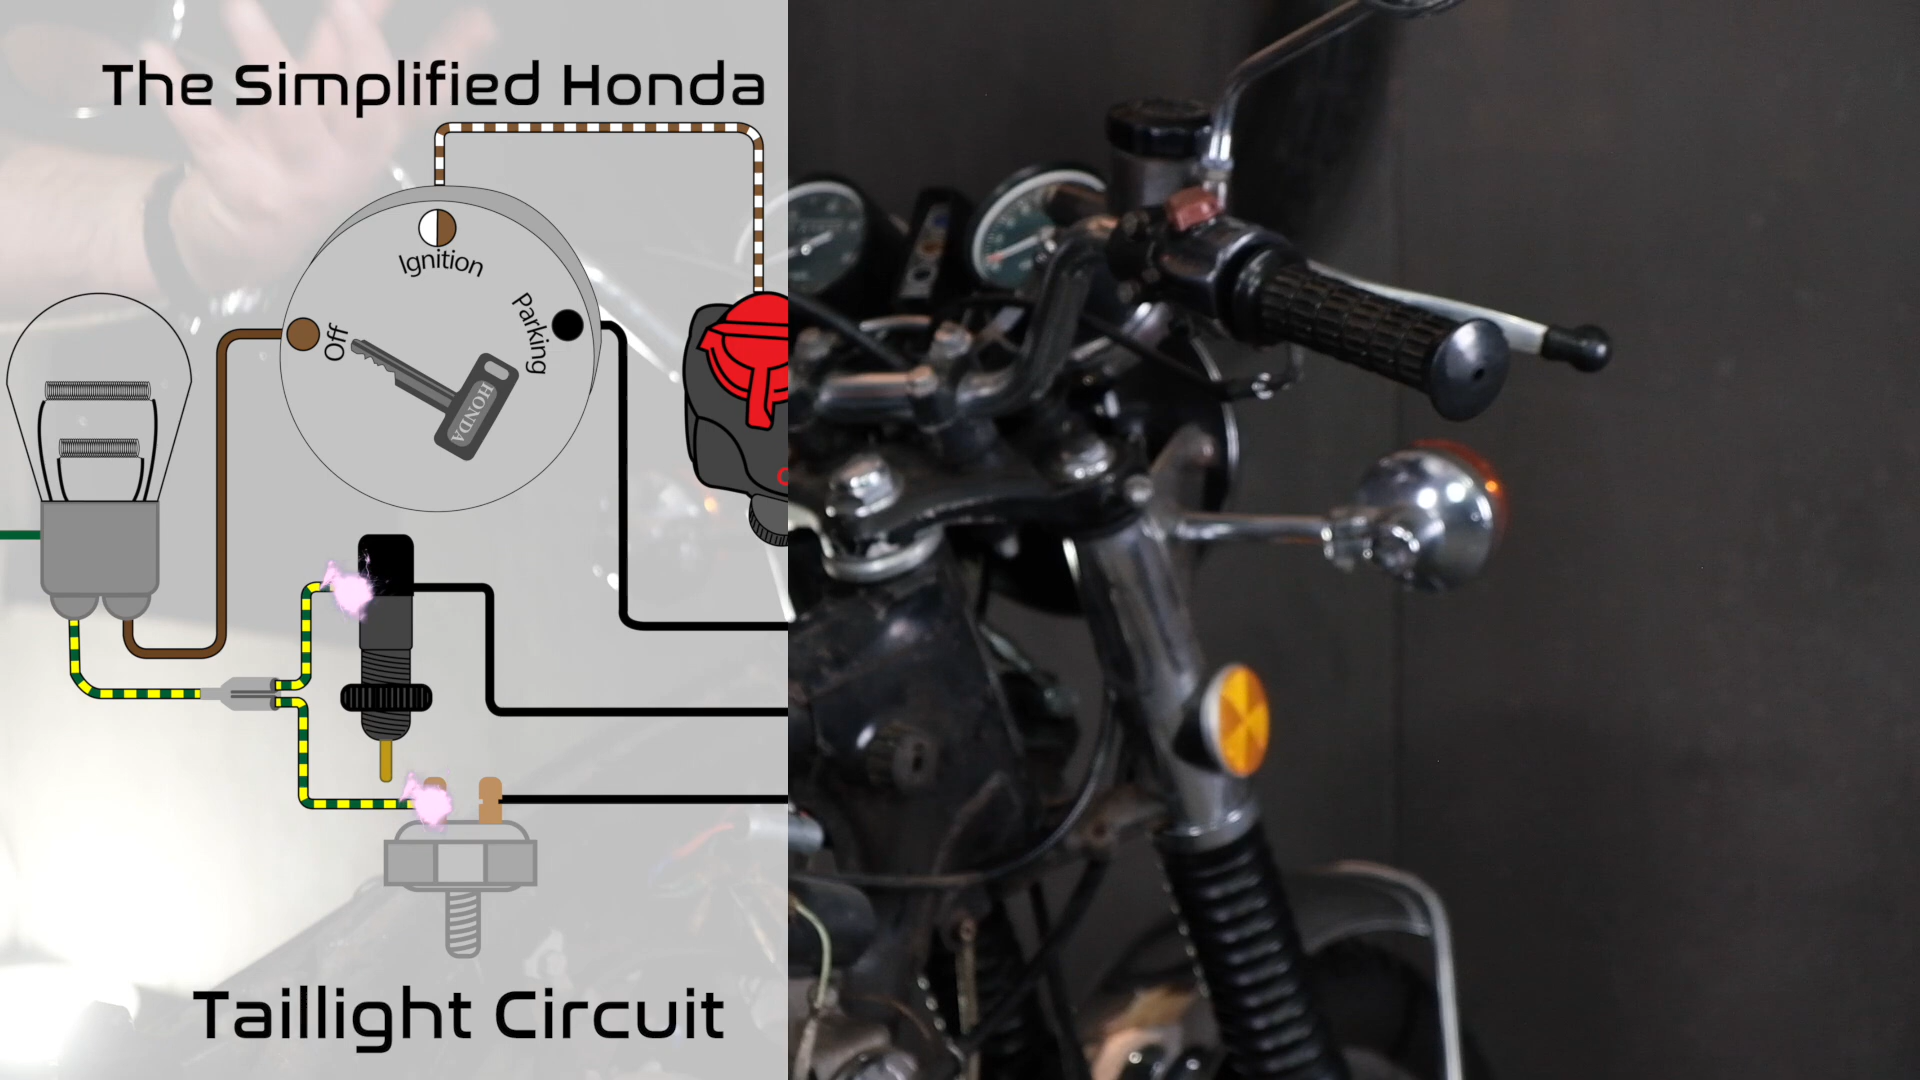 The Simplified Honda
Ignition
Parking
Off
HONDA
Taillight Circuit